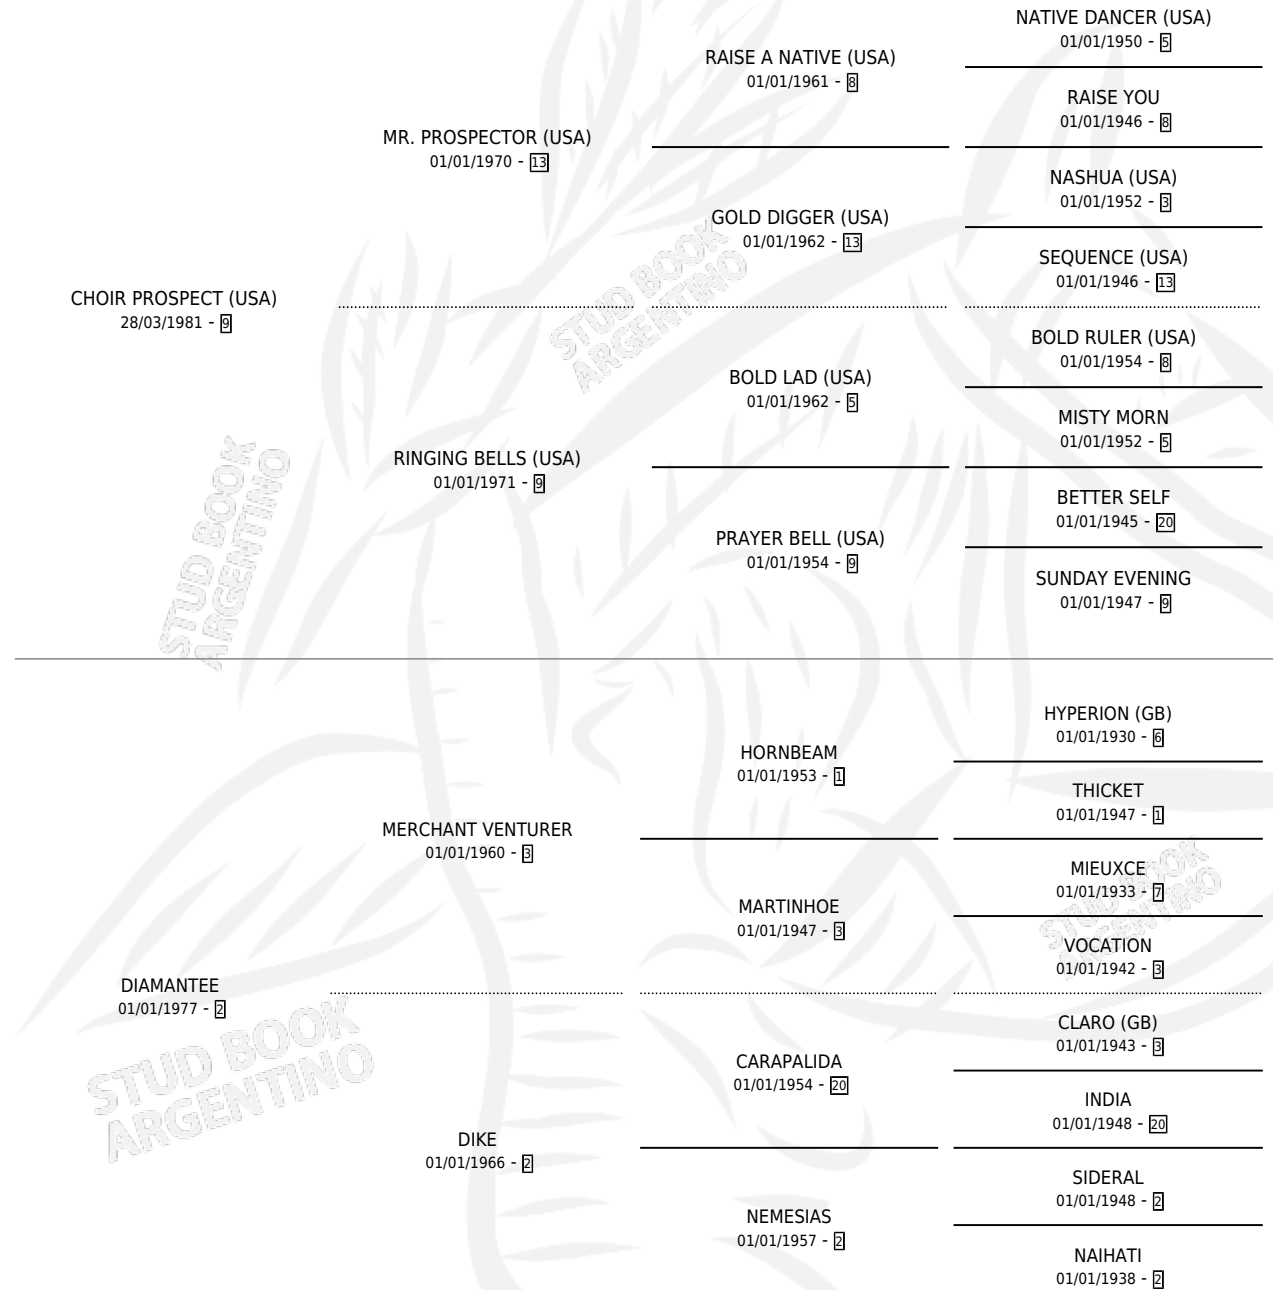 NATIVE DANCER (USA)
01/01/1950 - 5
RAISE A NATIVE (USA)
01/01/1961 - 8
RAISE YOU
01/01/1946 - 8
MR. PROSPECTOR (USA)
01/01/1970 - 13
NASHUA (USA)
01/01/1952 - 3
GOLD DIGGER (USA)
01/01/1962 - 13
SEQUENCE (USA)
01/01/1946 - 13
CHOIR PROSPECT (USA)
28/03/1981 - 9
STUD BOOK
ARGENTINO
BOLD RULER (USA)
01/01/1954 - 8
BOLD LAD (USA)
01/01/1962 - 5
MISTY MORN
01/01/1952 - 5
RINGING BELLS (USA)
01/01/1971 - 9
BETTER SELF
01/01/1945 - 20
PRAYER BELL (USA)
01/01/1954 - 9
SUNDAY EVENING
01/01/1947 - 9
STUD BOOK
ARGENTINO
HYPERION (GB)
01/01/1930 - 6
HORNBEAM
01/01/1953 - 1
THICKET
01/01/1947 - 1
MERCHANT VENTURER
01/01/1960 - 3
MIEUXCE
01/01/1933 - 7
MARTINHOE
01/01/1947 - 3
VOCATION
01/01/1942 - 3
STUD BOOK
ARGENTINO
DIAMANTEE
01/01/1977 - 2
CLARO (GB)
01/01/1943 - 3
CARAPALIDA
01/01/1954 - 20
INDIA
01/01/1948 - 20
STUD BOOK
ARGENTINO
DIKE
01/01/1966 - 2
SIDERAL
01/01/1948 - 2
NEMESIAS
01/01/1957 - 2
NAIHATI
01/01/1938 - 2